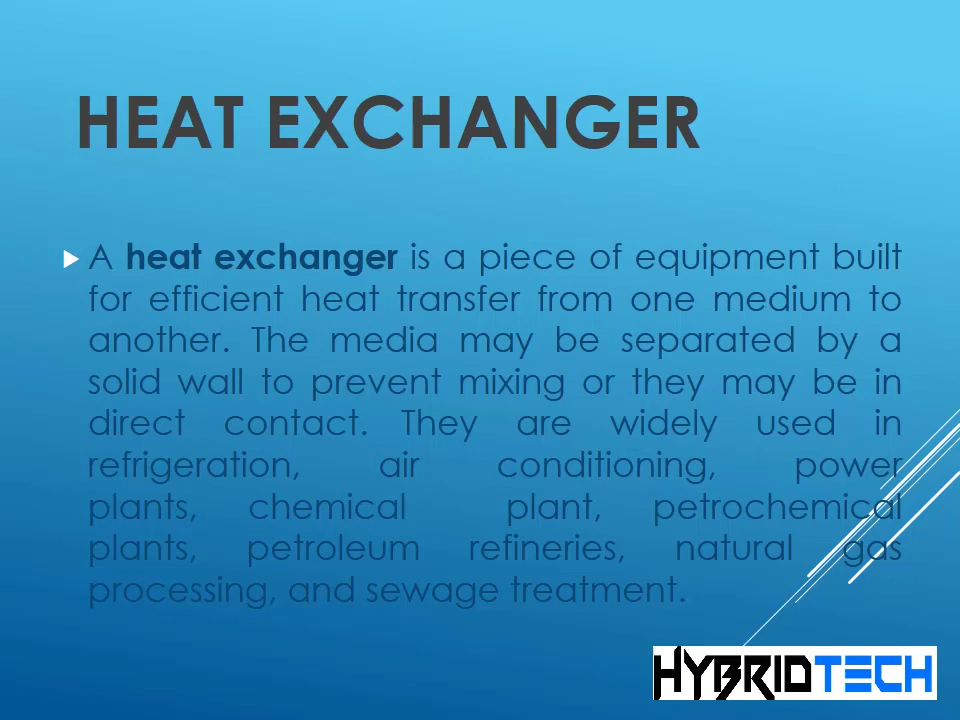 HEAT EXCHANGER
A heat exchanger is a piece of equipment built
for efficient heat transfer from one medium to
another. The media may be separated by a
solid wall to prevent mixing or they may be in
direct contact. They are widely used in
refrigeration, air conditioning, power
plants, chemical plant, petrochemical
plants, petroleum refineries, natural gas
processing, and sewage treatment.
HYBRIDTECH